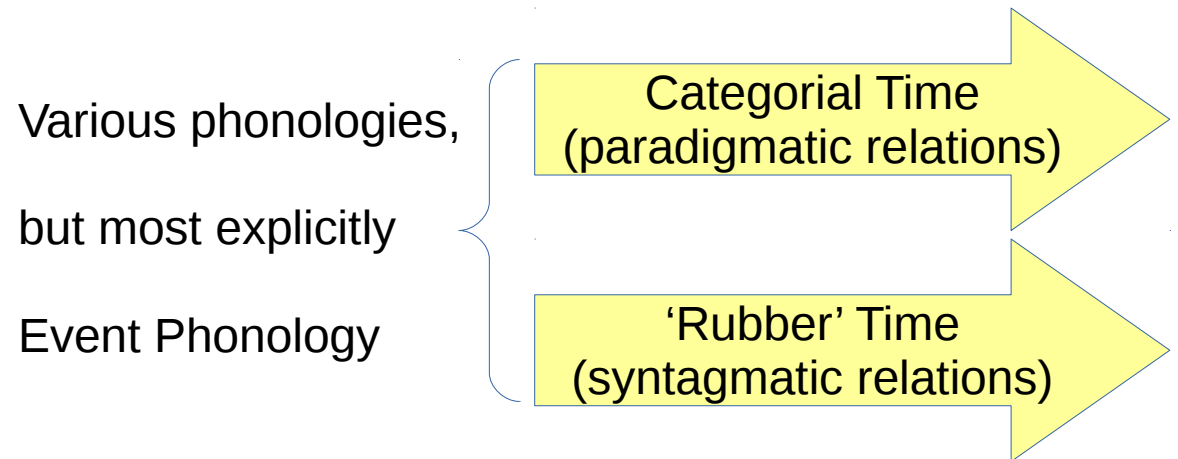 Various phonologies,
but most explicitly
Event Phonology
Categorial Time
(paradigmatic relations)
‘Rubber’ Time
(syntagmatic relations)